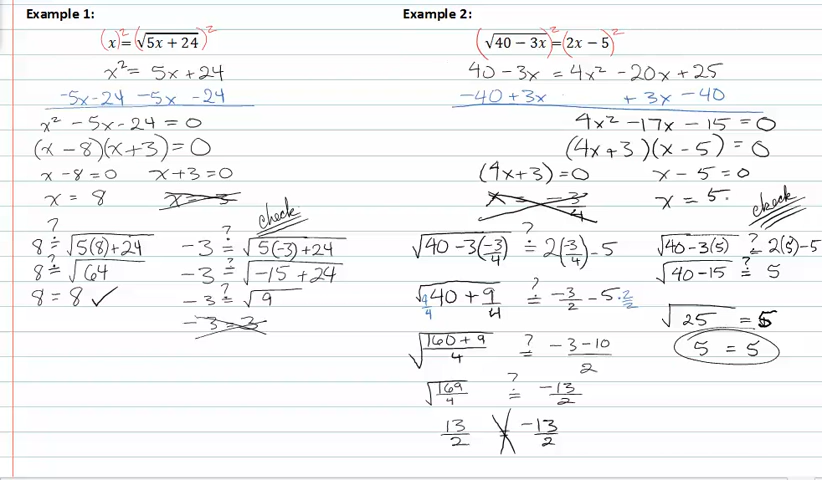 Example 1:
(x)² = (√(5x + 24))²
x² = 5x + 24
-5x - 24 -5x -24
x² - 5x - 24 = 0
(x - 8)(x + 3) = 0
x - 8 = 0 x + 3 = 0
x = 8 x = -3
check
8 ≟ √(5(8) + 24) -3 ≟ √(5(-3) + 24)
8 ≟ √64 -3 ≟ √(-15 + 24)
8 = 8 ✓ -3 ≟ √9
-3 = 3
Example 2:
(√(40 - 3x))² = (2x - 5)²
40 - 3x = 4x² - 20x + 25
-40 + 3x + 3x - 40
4x² - 17x - 15 = 0
(4x + 3)(x - 5) = 0
(4x + 3) = 0 x - 5 = 0
x = -3/4 x = 5.
check
√(40 - 3(-3/4)) ≟ 2(-3/4) - 5 √(40 - 3(5)) ≟ 2(5) - 5
√(40 - 15) ≟ 5
√(4/4 40 + 9/4) ≟ -3/2 - 5 · 2/2 √25 = 5
√((160 + 9)/4) ≟ (-3 - 10)/2 5 = 5
√(169/4) ≟ -13/2
13/2 ≠ -13/2